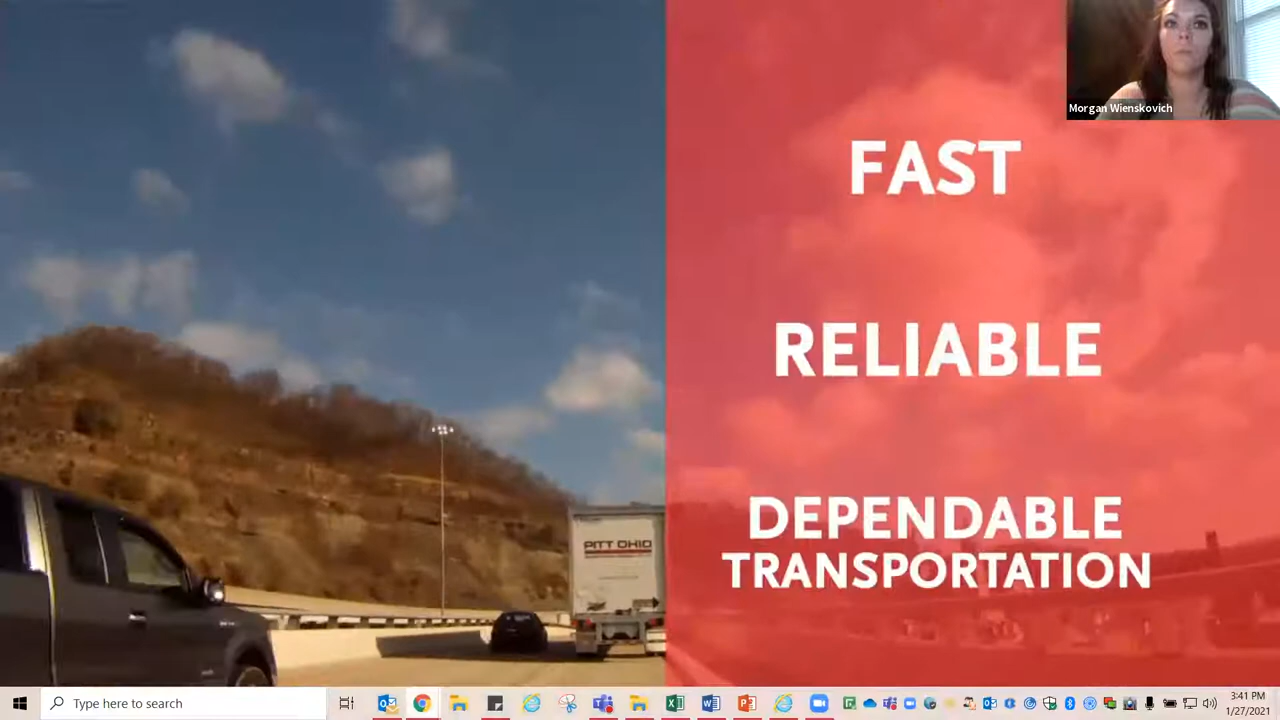 Morgan Wienskovich
FAST
RELIABLE
DEPENDABLE
TRANSPORTATION
PITT OHIO
Type here to search
3:41 PM
1/27/2021